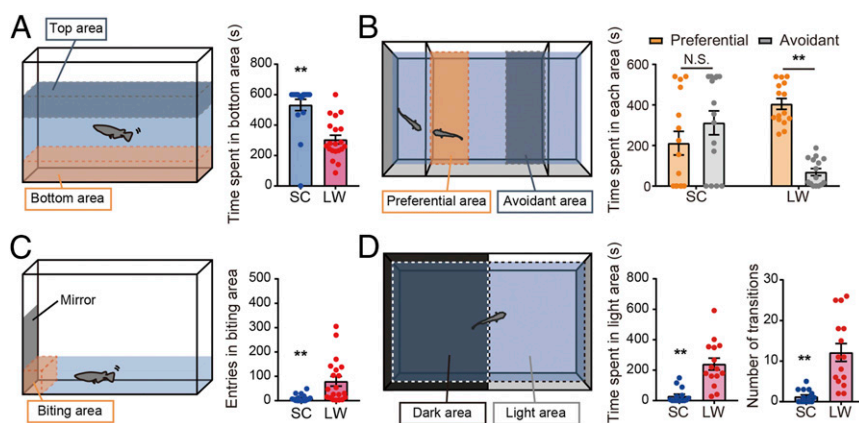 A
Top area
Bottom area
Time spent in bottom area (s)
800
600
400
200
0
**
SC
LW
B
Preferential area
Avoidant area
Time spent in each area (s)
Preferential
Avoidant
N.S.
**
600
400
200
0
SC
LW
C
Mirror
Biting area
Entries in biting area
500
400
300
200
100
0
**
SC
LW
D
Dark area
Light area
Time spent in light area (s)
800
600
400
200
0
**
SC
LW
Number of transitions
30
20
10
0
**
SC
LW